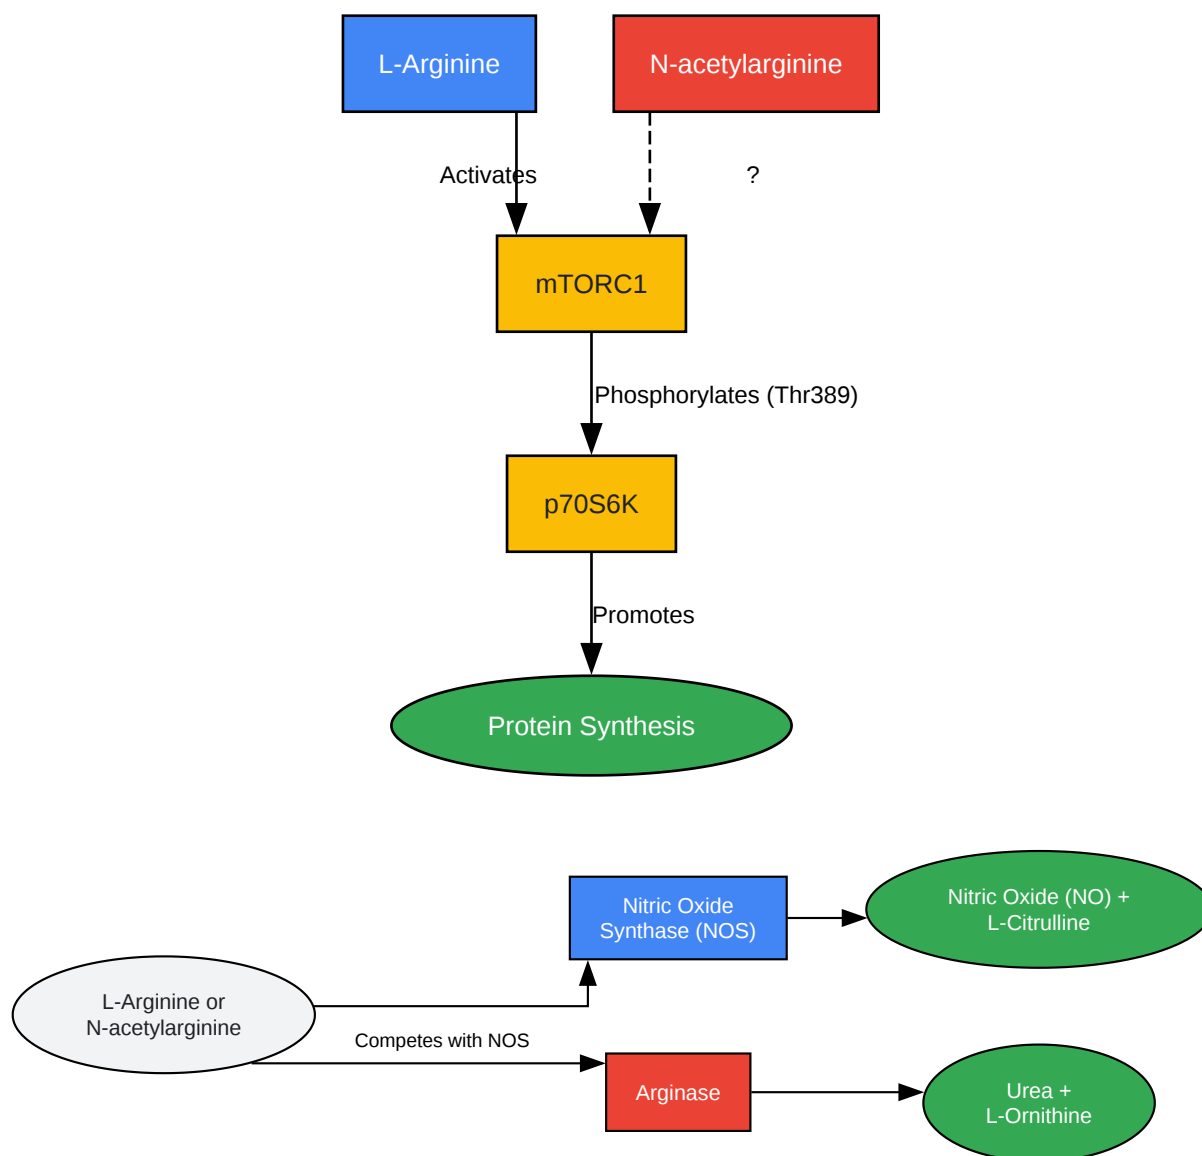 L-Arginine
N-acetylarginine
Activates
?
mTORC1
Phosphorylates (Thr389)
p70S6K
Promotes
Protein Synthesis
Nitric Oxide
Synthase (NOS)
Nitric Oxide (NO) +
L-Citrulline
L-Arginine or
N-acetylarginine
Competes with NOS
Arginase
Urea +
L-Ornithine